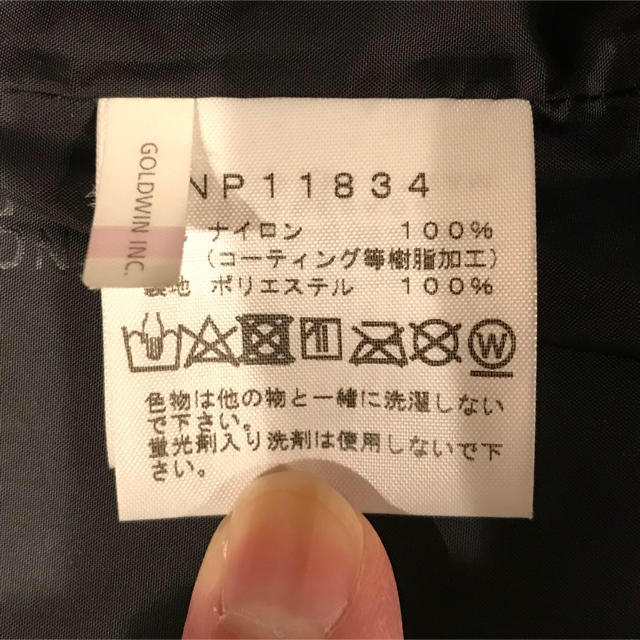 GOLDWIN INC.
NP11834
ナイロン 100%
(コーティング等樹脂加工)
裏地 ポリエステル 100%
W
色物は他の物と一緒に洗濯しない
で下さい。
蛍光剤入り洗剤は使用しないで下
さい。